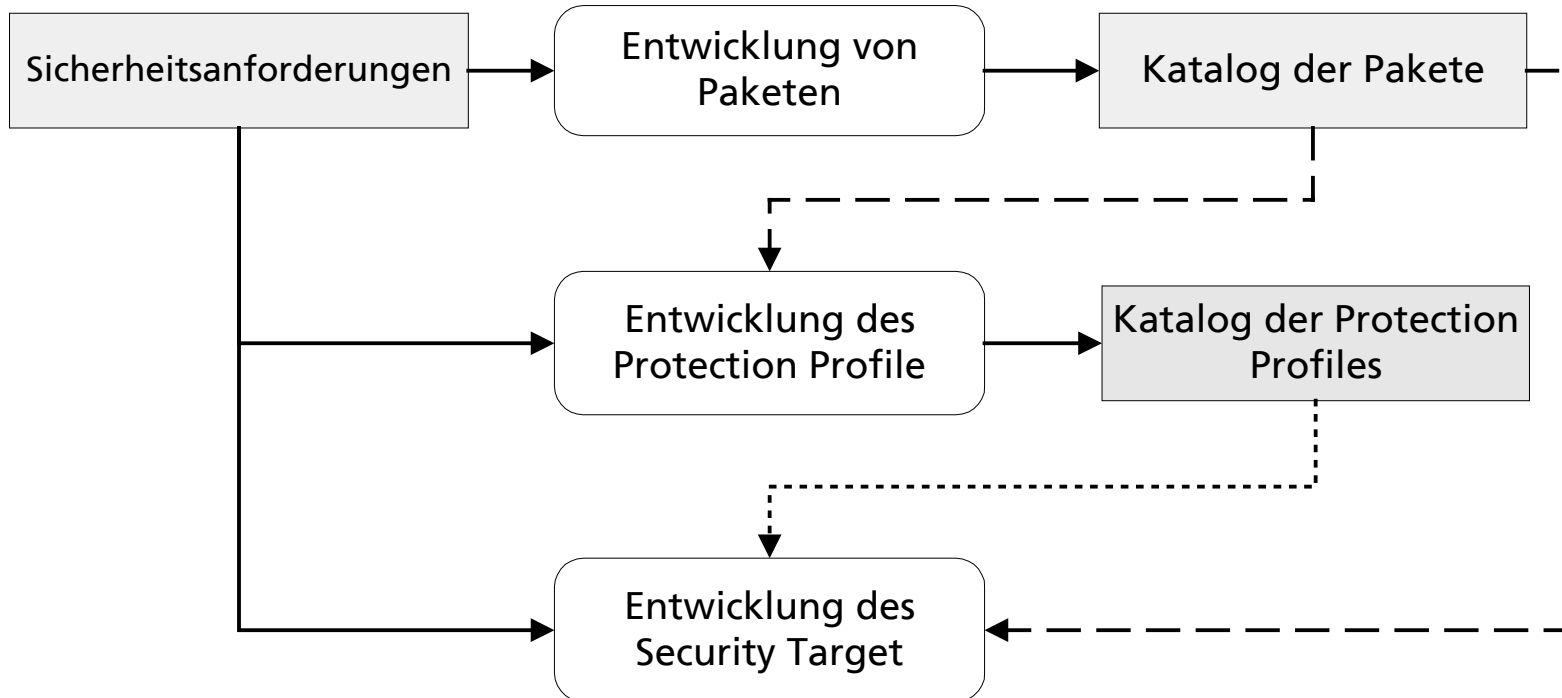 Sicherheitsanforderungen
Entwicklung von
Paketen
Katalog der Pakete
Entwicklung des
Protection Profile
Katalog der Protection
Profiles
Entwicklung des
Security Target